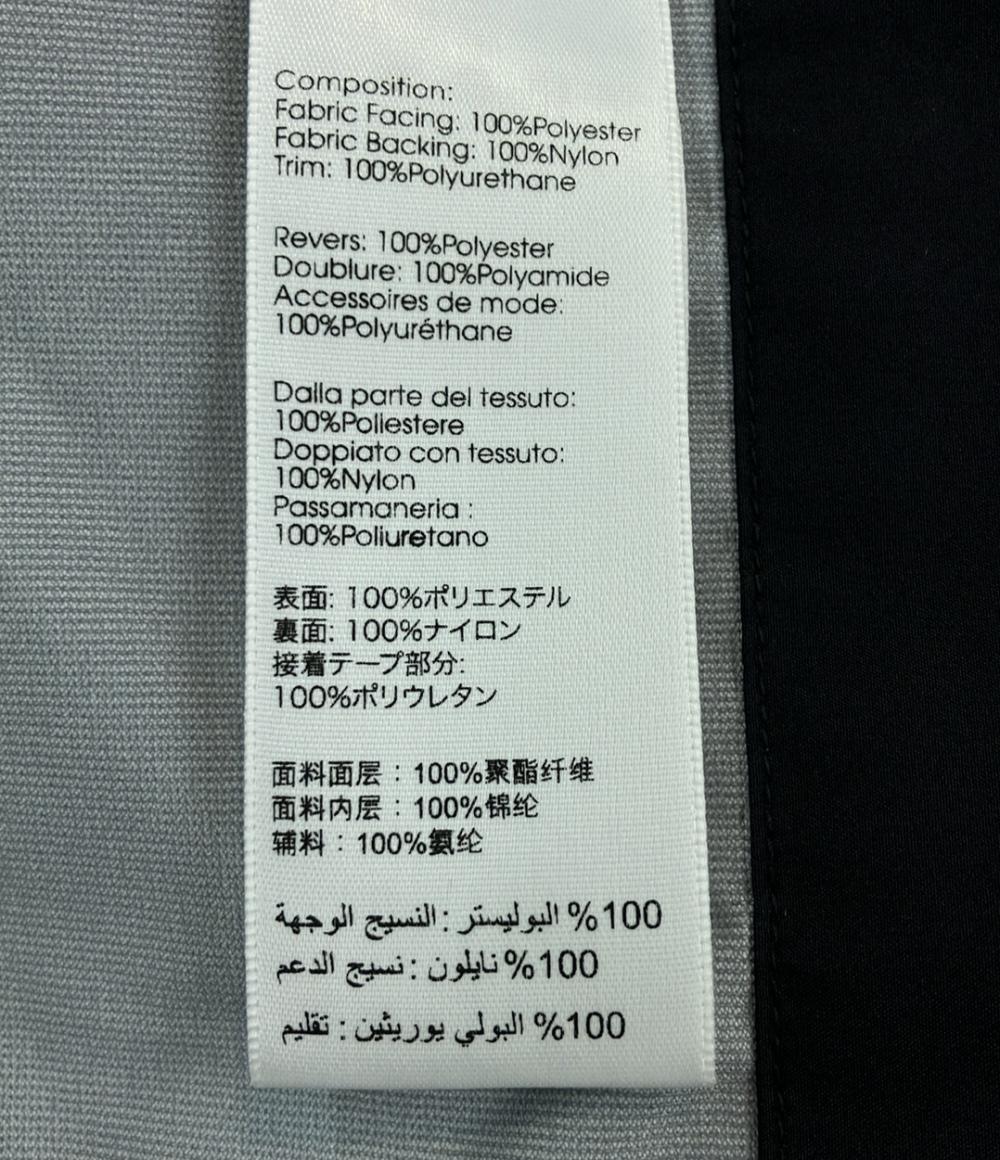 Composition:
Fabric Facing: 100%Polyester
Fabric Backing: 100%Nylon
Trim: 100%Polyurethane
Revers: 100%Polyester
Doublure: 100%Polyamide
Accessoires de mode:
100%Polyuréthane
Dalla parte del tessuto:
100%Poliestere
Doppiato con tessuto:
100%Nylon
Passamaneria :
100%Poliuretano
表面: 100%ポリエステル
裏面: 100%ナイロン
接着テープ部分:
100%ポリウレタン
面料面层：100%聚酯纤维
面料内层：100%锦纶
辅料：100%氨纶
100% البوليستر : النسيج الوجهة
100% نايلون : نسيج الدعم
100% البولي يوريثين : تقليم